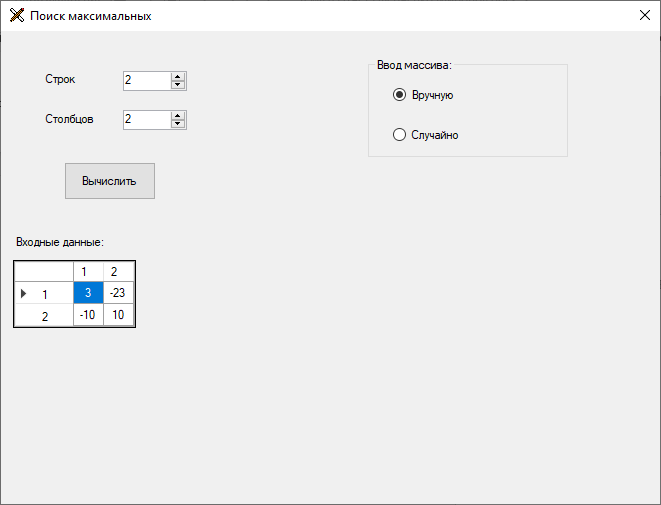 Поиск максимальных
Строк 2
Ввод массива:
Вручную
Столбцов 2
Случайно
Вычислить
Входные данные:
1 2
1 3 -23
2 -10 10